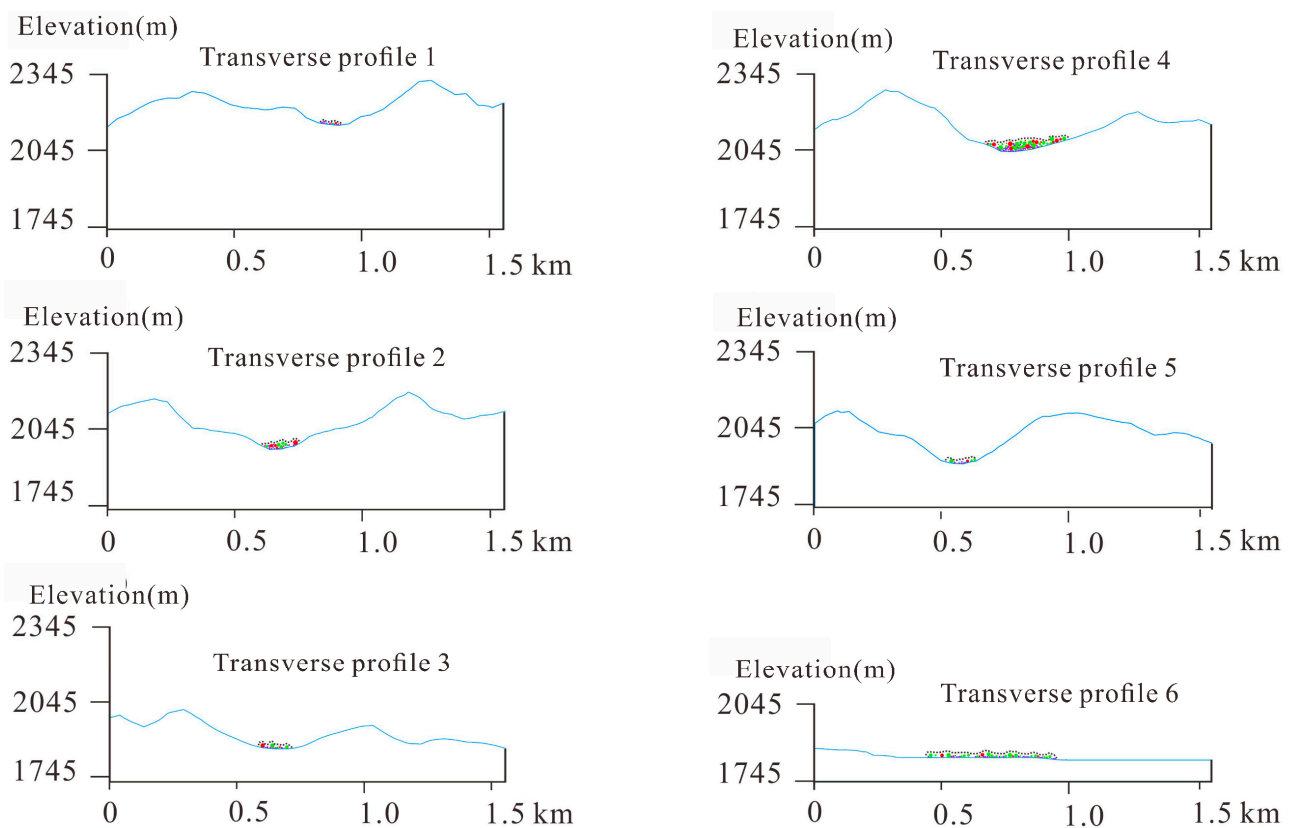 Elevation(m)
Transverse profile 1
2345
2045
1745
0 0.5 1.0 1.5 km
Elevation(m)
Transverse profile 2
2345
2045
1745
0 0.5 1.0 1.5 km
Elevation(m)
Transverse profile 3
2345
2045
1745
0 0.5 1.0 1.5 km
Elevation(m)
Transverse profile 4
2345
2045
1745
0 0.5 1.0 1.5 km
Elevation(m)
Transverse profile 5
2345
2045
1745
0 0.5 1.0 1.5 km
Elevation(m)
Transverse profile 6
2045
1745
0 0.5 1.0 1.5 km